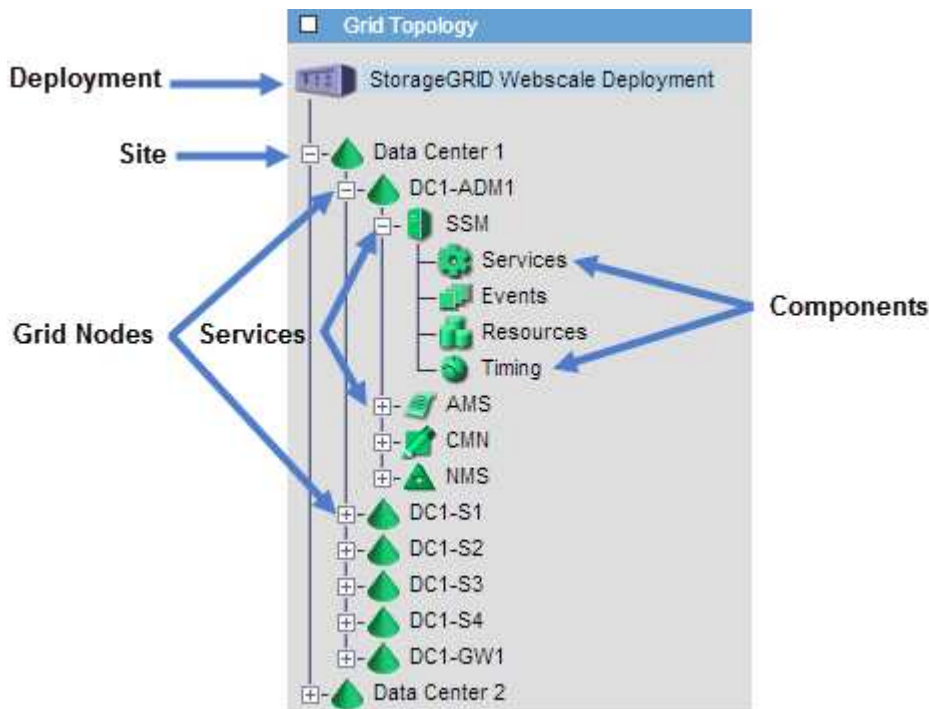 Grid Topology
Deployment
StorageGRID Webscale Deployment
Site
Data Center 1
DC1-ADM1
SSM
Services
Events
Components
Grid Nodes
Services
Resources
Timing
AMS
CMN
NMS
DC1-S1
DC1-S2
DC1-S3
DC1-S4
DC1-GW1
Data Center 2